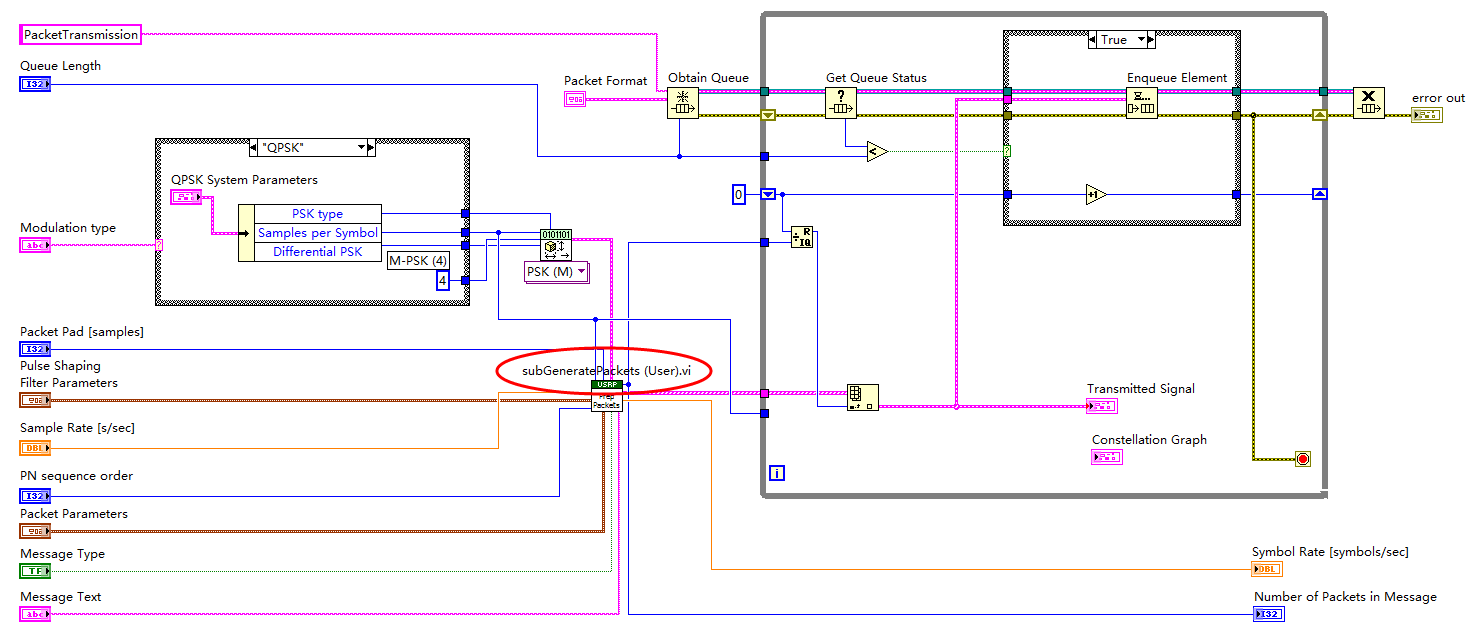 PacketTransmission
Queue Length
I32
Packet Format
Obtain Queue
Get Queue Status
?
True
Enqueue Element
error out
"QPSK"
QPSK System Parameters
PSK type
Samples per Symbol
Differential PSK
M-PSK (4)
4
0101101
PSK (M)
Modulation type
abc
?
<
?
0
+1
R
IQ
Packet Pad [samples]
I32
Pulse Shaping
Filter Parameters
subGeneratePackets (User).vi
USRP
Prep
Packets
Sample Rate [s/sec]
DBL
PN sequence order
I32
Packet Parameters
Message Type
TF
Message Text
abc
Transmitted Signal
Constellation Graph
i
Symbol Rate [symbols/sec]
DBL
Number of Packets in Message
I32